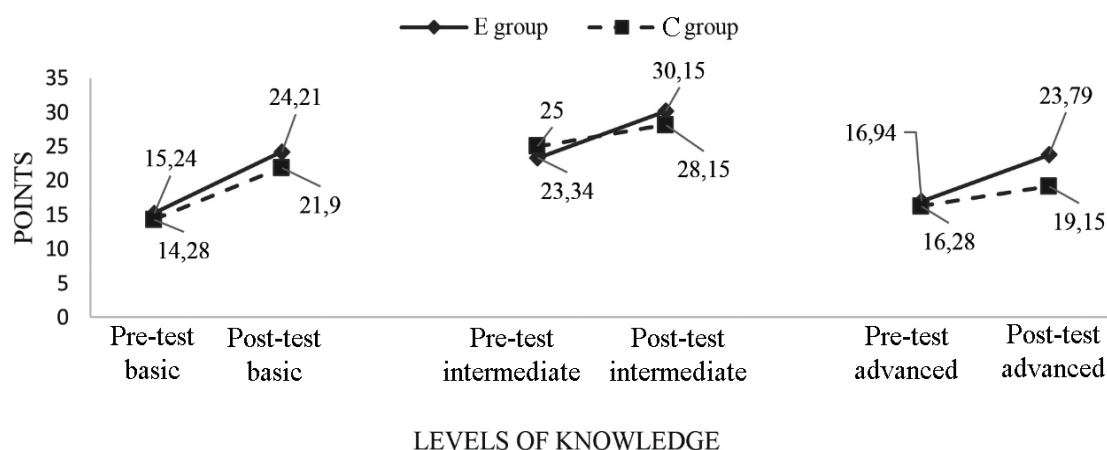 E group
C group
POINTS
35
30
25
20
15
10
5
0
15,24
14,28
24,21
21,9
25
23,34
30,15
28,15
16,94
16,28
23,79
19,15
Pre-test
basic
Post-test
basic
Pre-test
intermediate
Post-test
intermediate
Pre-test
advanced
Post-test
advanced
LEVELS OF KNOWLEDGE